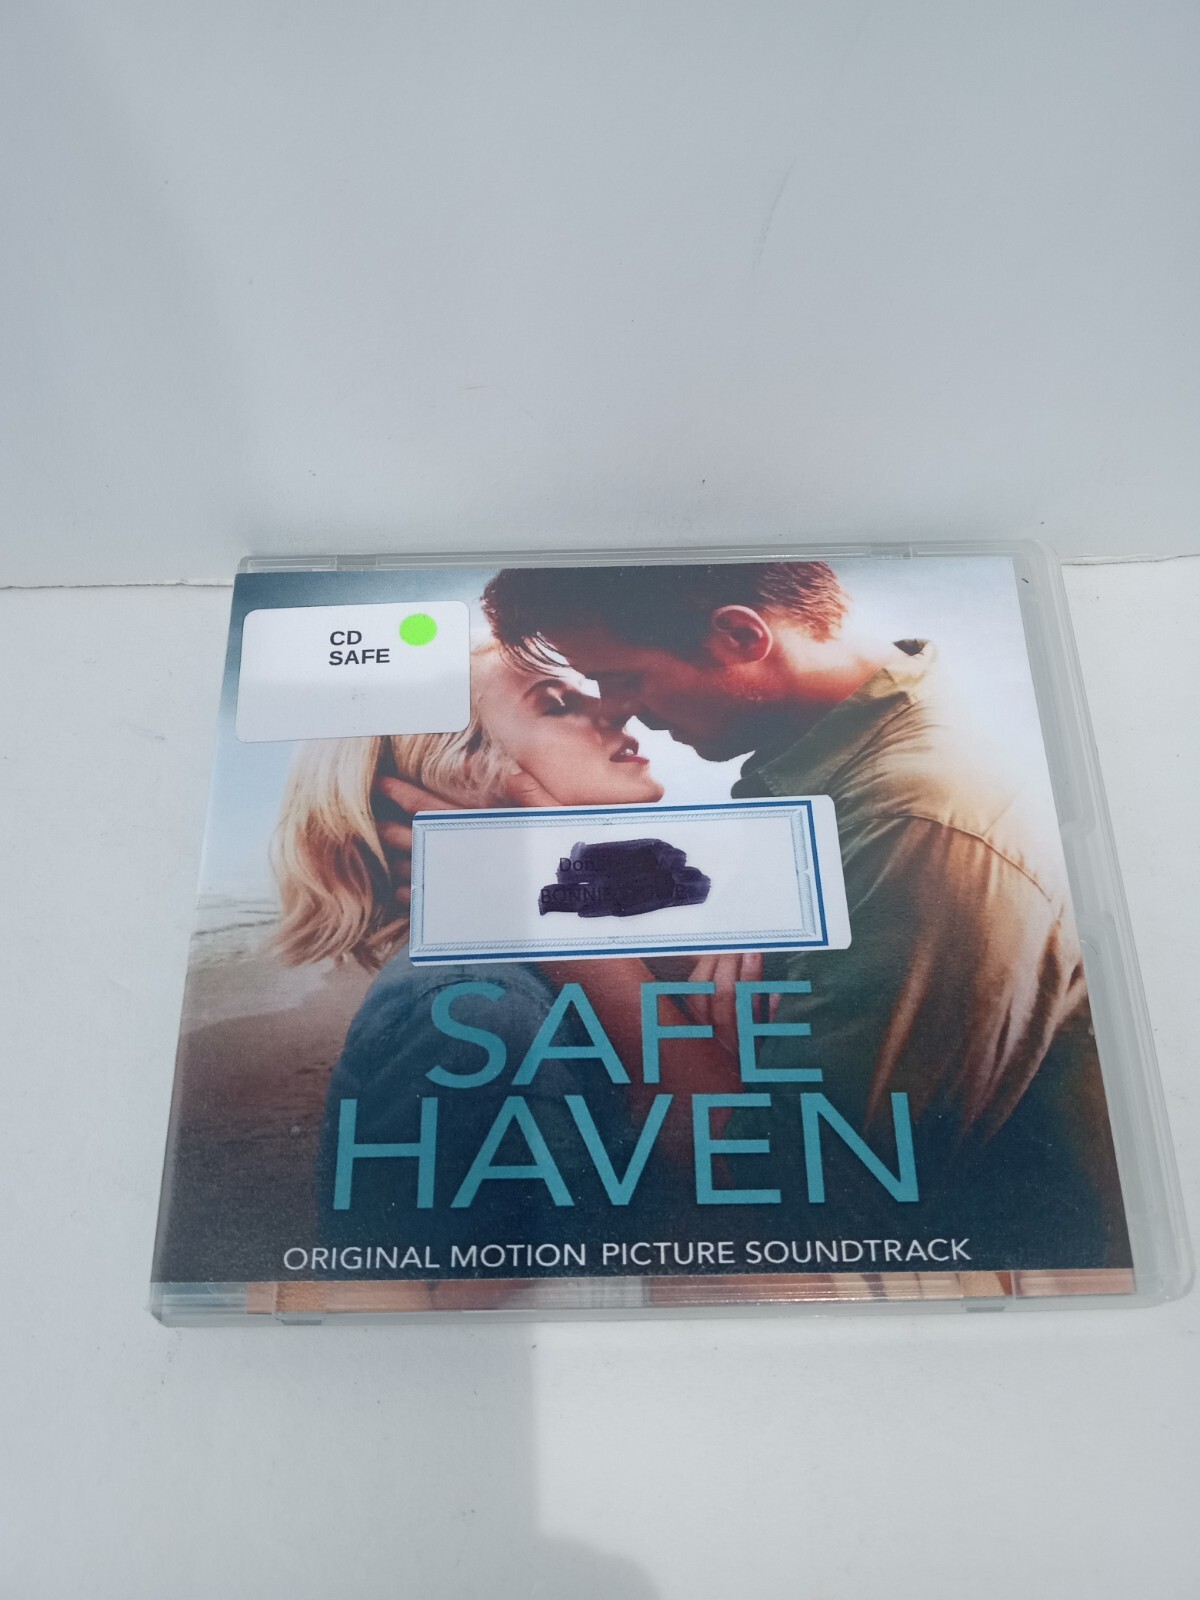 CD
SAFE
SAFE
HAVEN
ORIGINAL MOTION PICTURE SOUNDTRACK